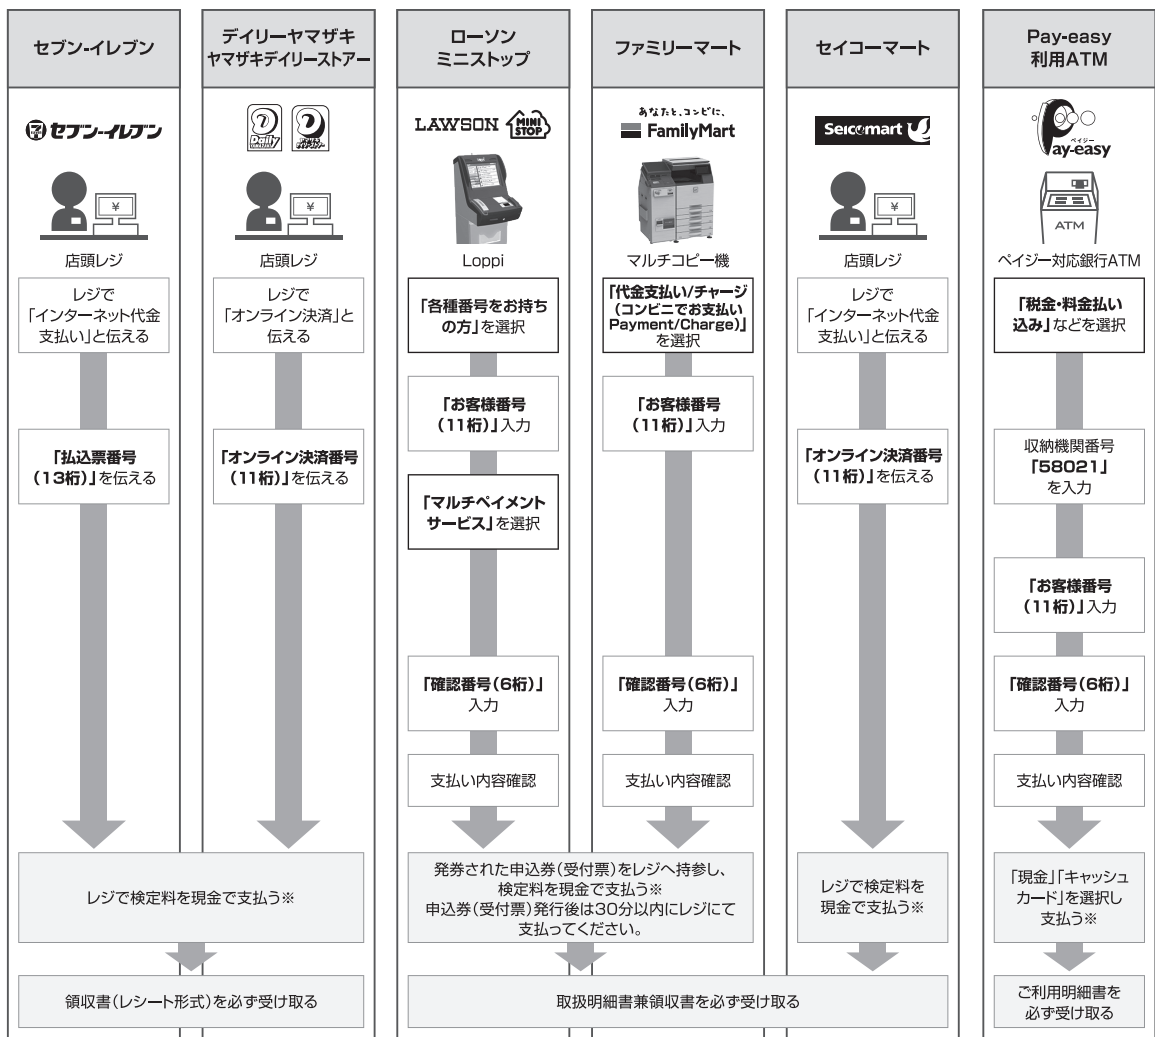 セブン-イレブン
デイリーヤマザキ
ヤマザキデイリーストアー
ローソン
ミニストップ
ファミリーマート
セイコーマート
Pay-easy
利用ATM
セブン-イレブン
Daily
LAWSON
MINI
STOP
あなたと、コンビに、
FamilyMart
Seicomart
ペイジー
Pay-easy
¥
¥
¥
ATM
店頭レジ
店頭レジ
Loppi
マルチコピー機
店頭レジ
ペイジー対応銀行ATM
レジで
「インターネット代金
支払い」と伝える
レジで
「オンライン決済」と
伝える
「各種番号をお持ち
の方」を選択
「代金支払い/チャージ
(コンビニでお支払い
Payment/Charge)」
を選択
レジで
「インターネット代金
支払い」と伝える
「税金・料金払い
込み」などを選択
「お客様番号
(11桁)」入力
「お客様番号
(11桁)」入力
「払込票番号
(13桁)」を伝える
「オンライン決済番号
(11桁)」を伝える
「マルチペイメント
サービス」を選択
「オンライン決済番号
(11桁)」を伝える
収納機関番号
「58021」
を入力
「お客様番号
(11桁)」入力
「確認番号(6桁)」
入力
「確認番号(6桁)」
入力
「確認番号(6桁)」
入力
支払い内容確認
支払い内容確認
支払い内容確認
レジで検定料を現金で支払う※
発券された申込券(受付票)をレジへ持参し、
検定料を現金で支払う※
申込券(受付票)発行後は30分以内にレジにて
支払ってください。
レジで検定料を
現金で支払う※
「現金」「キャッシュ
カード」を選択し
支払う※
領収書(レシート形式)を必ず受け取る
取扱明細書兼領収書を必ず受け取る
ご利用明細書を
必ず受け取る